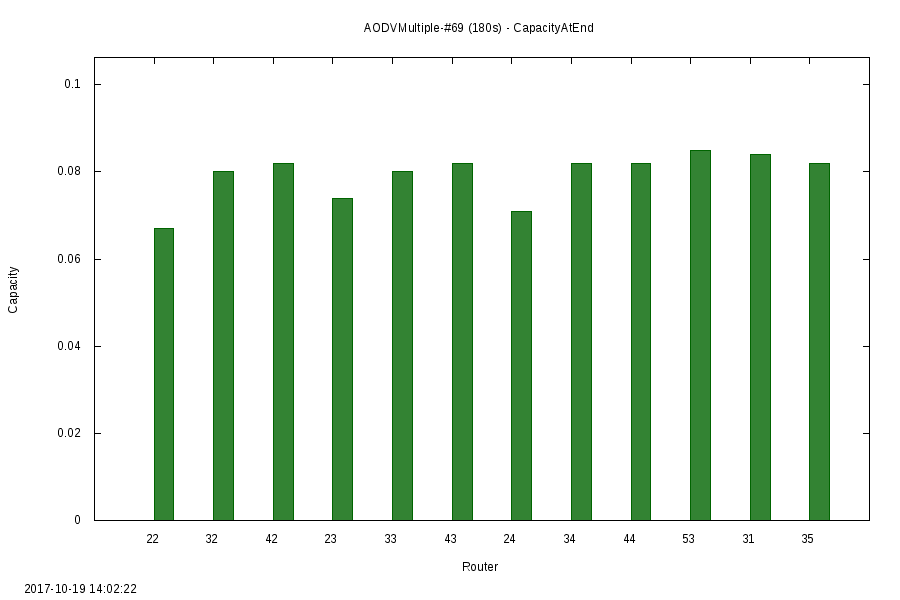 AODVMultiple-#69 (180s) - CapacityAtEnd
0.1
0.08
0.06
0.04
0.02
0
Capacity
22 32 42 23 33 43 24 34 44 53 31 35
Router
2017-10-19 14:02:22